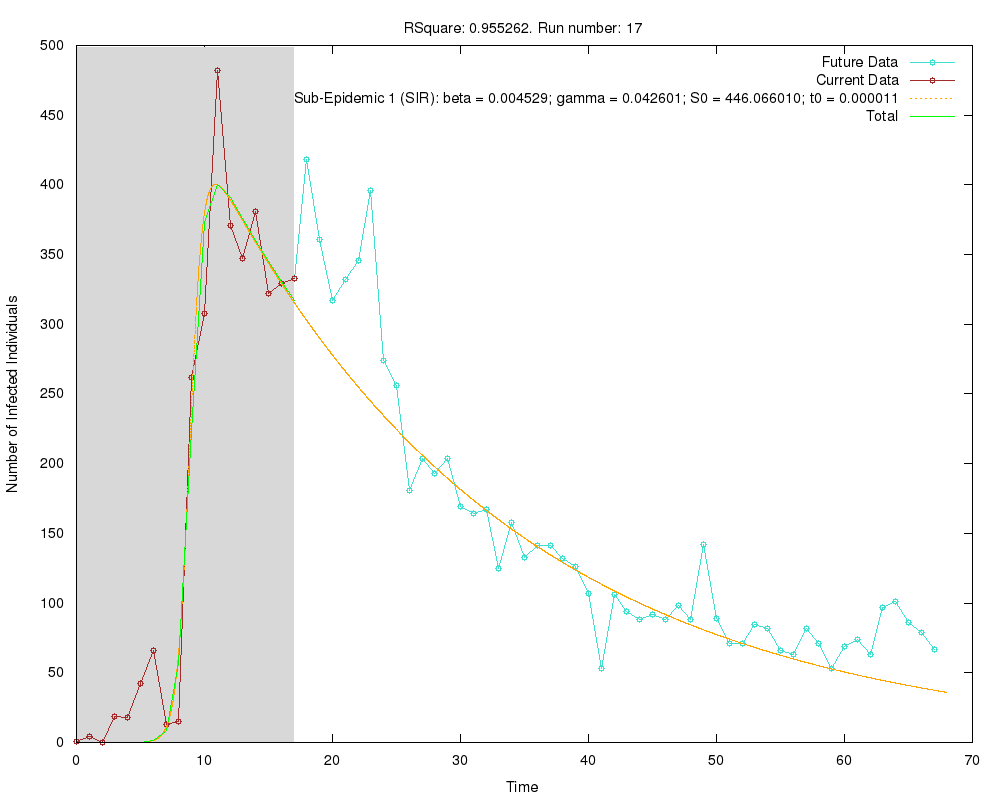 RSquare: 0.955262. Run number: 17
500
450
400
350
300
250
200
150
100
50
0
Number of Infected Individuals
Future Data
Current Data
Sub-Epidemic 1 (SIR): beta = 0.004529; gamma = 0.042601; S0 = 446.066010; t0 = 0.000011
Total
0 10 20 30 40 50 60 70
Time